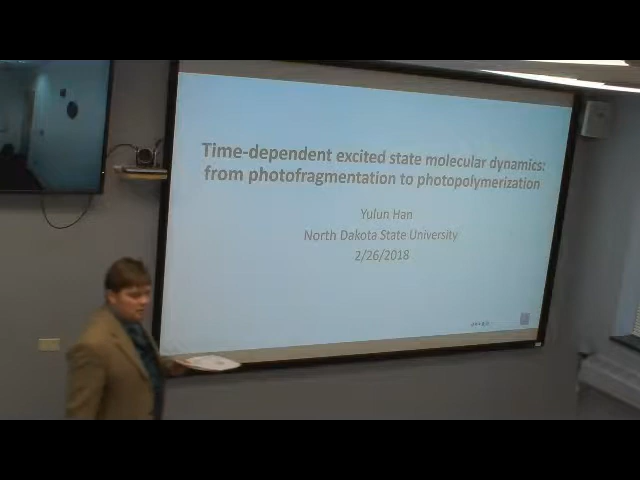 Time-dependent excited state molecular dynamics:
from photofragmentation to photopolymerization
Yulun Han
North Dakota State University
2/26/2018